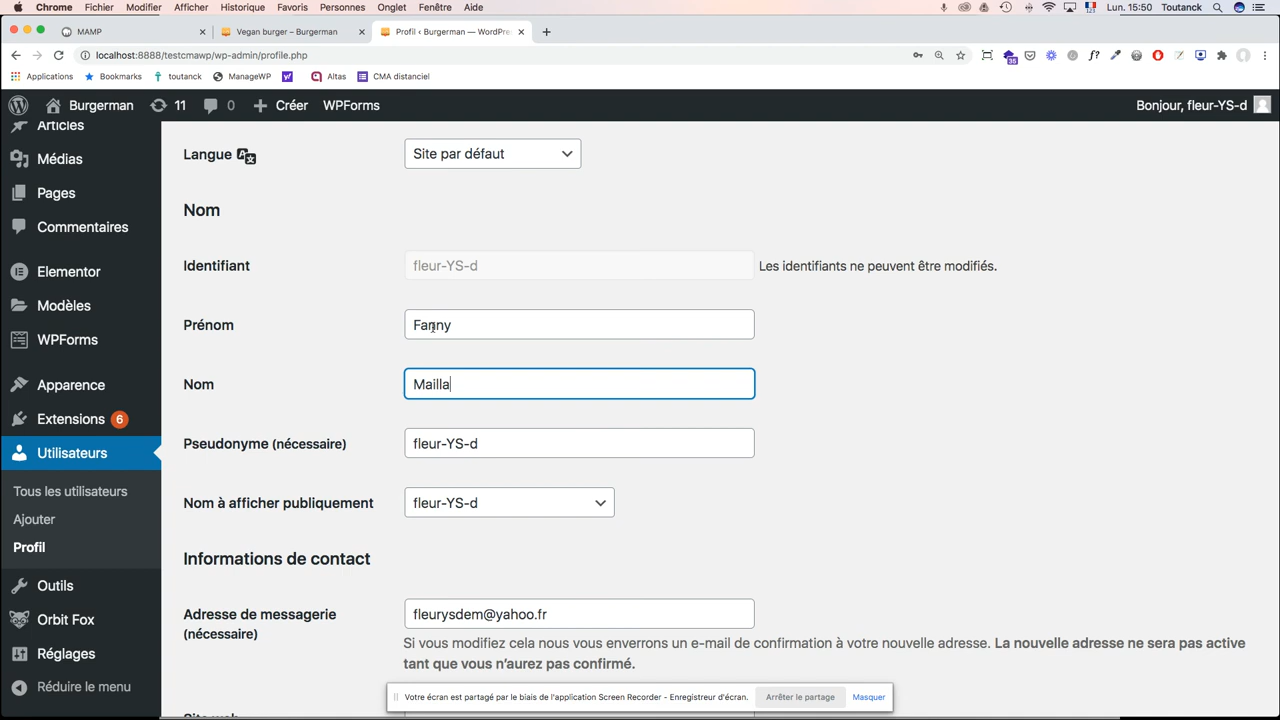 Chrome Fichier Modifier Afficher Historique Favoris Personnes Onglet Fenêtre Aide Lun. 15:50 Toutanck
MAMP Vegan burger – Burgerman Profil ‹ Burgerman — WordPre
localhost:8888/testcmawp/wp-admin/profile.php
Applications Bookmarks toutanck ManageWP Altas CMA distanciel
Burgerman 11 0 Créer WPForms Bonjour, fleur-YS-d
Articles
Médias
Pages
Commentaires
Elementor
Modèles
WPForms
Apparence
Extensions 6
Utilisateurs
Tous les utilisateurs
Ajouter
Profil
Outils
Orbit Fox
Réglages
Réduire le menu
Langue Site par défaut
Nom
Identifiant fleur-YS-d Les identifiants ne peuvent être modifiés.
Prénom Fanny
Nom Mailla
Pseudonyme (nécessaire) fleur-YS-d
Nom à afficher publiquement fleur-YS-d
Informations de contact
Adresse de messagerie (nécessaire) fleurysdem@yahoo.fr
Si vous modifiez cela nous vous enverrons un e-mail de confirmation à votre nouvelle adresse. La nouvelle adresse ne sera pas active
tant que vous n’aurez pas confirmé.
Votre écran est partagé par le biais de l'application Screen Recorder - Enregistreur d'écran. Arrêter le partage Masquer
Site web